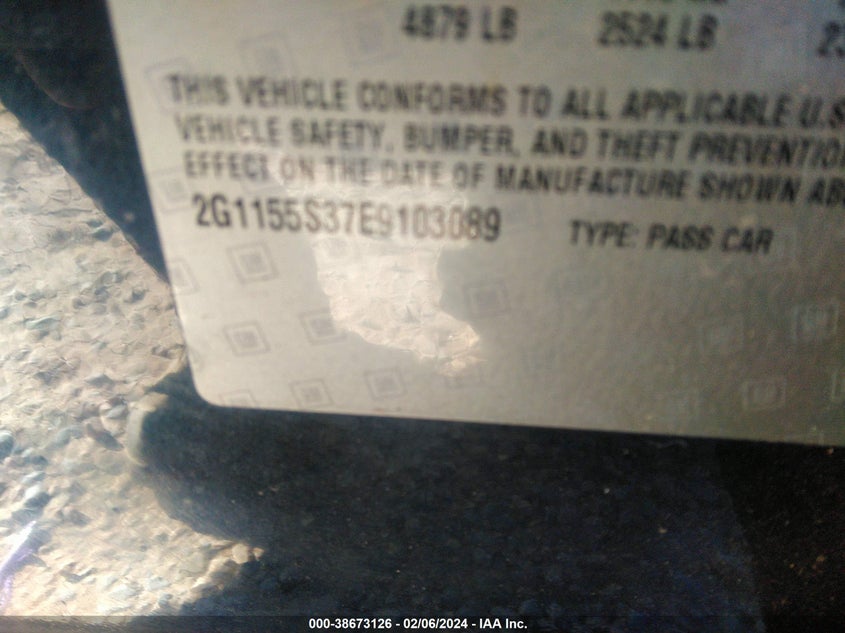 4879 LB 2524 LB
THIS VEHICLE CONFORMS TO ALL APPLICABLE U.S
VEHICLE SAFETY, BUMPER, AND THEFT PREVENTION
EFFECT ON THE DATE OF MANUFACTURE SHOWN AB
2G1155S37E9103089 TYPE: PASS CAR
000-38673126 - 02/06/2024 - IAA Inc.